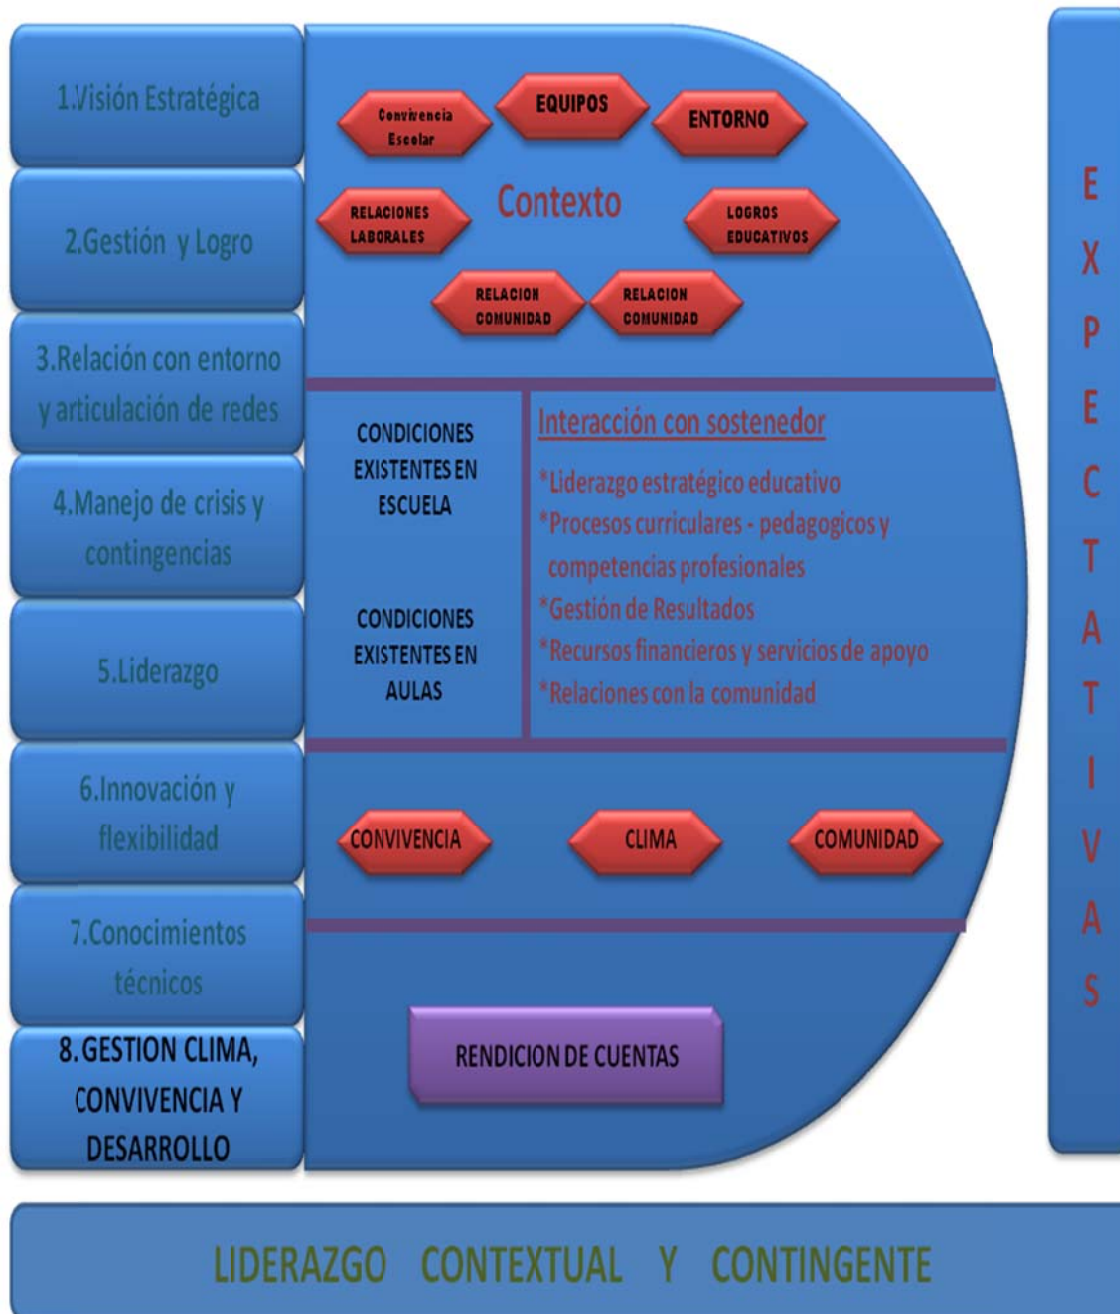 1.Visión Estratégica
2.Gestión y Logro
3.Relación con entorno
y articulación de redes
4.Manejo de crisis y
contingencias
5.Liderazgo
6.Innovación y
flexibilidad
7.Conocimientos
técnicos
8.GESTION CLIMA,
CONVIVENCIA Y
DESARROLLO
Convivencia
Escolar
EQUIPOS
ENTORNO
Contexto
RELACIONES
LABORALES
LOGROS
EDUCATIVOS
RELACION
COMUNIDAD
RELACION
COMUNIDAD
CONDICIONES
EXISTENTES EN
ESCUELA
CONDICIONES
EXISTENTES EN
AULAS
Interacción con sostenedor
*Liderazgo estratégico educativo
*Procesos curriculares - pedagogicos y
competencias profesionales
*Gestión de Resultados
*Recursos financieros y servicios de apoyo
*Relaciones con la comunidad
CONVIVENCIA
CLIMA
COMUNIDAD
RENDICION DE CUENTAS
E
X
P
E
C
T
A
T
I
V
A
S
LIDERAZGO CONTEXTUAL Y CONTINGENTE